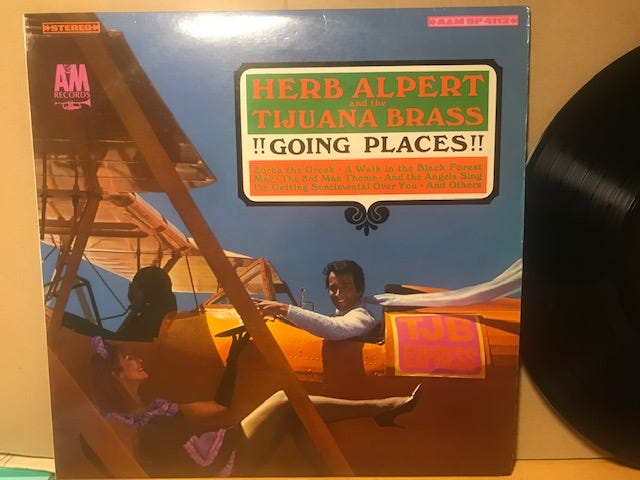 STEREO
A&M SP 4112
A&M
RECORDS
HERB ALPERT
and the
TIJUANA BRASS
!!GOING PLACES!!
Zorba the Greek • A Walk in the Black Forest
Mae • The 3rd Man Theme • And the Angels Sing
I'm Getting Sentimental Over You • And Others
TJB
EXPRESS